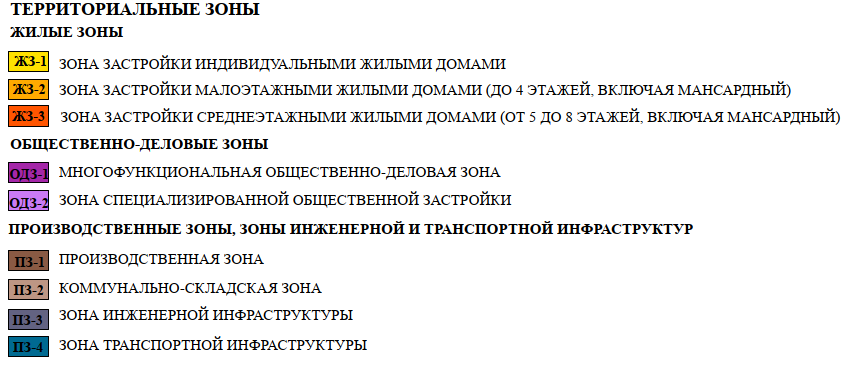 ТЕРРИТОРИАЛЬНЫЕ ЗОНЫ
ЖИЛЫЕ ЗОНЫ
ЖЗ-1 ЗОНА ЗАСТРОЙКИ ИНДИВИДУАЛЬНЫМИ ЖИЛЫМИ ДОМАМИ
ЖЗ-2 ЗОНА ЗАСТРОЙКИ МАЛОЭТАЖНЫМИ ЖИЛЫМИ ДОМАМИ (ДО 4 ЭТАЖЕЙ, ВКЛЮЧАЯ МАНСАРДНЫЙ)
ЖЗ-3 ЗОНА ЗАСТРОЙКИ СРЕДНЕЭТАЖНЫМИ ЖИЛЫМИ ДОМАМИ (ОТ 5 ДО 8 ЭТАЖЕЙ, ВКЛЮЧАЯ МАНСАРДНЫЙ)
ОБЩЕСТВЕННО-ДЕЛОВЫЕ ЗОНЫ
ОДЗ-1 МНОГОФУНКЦИОНАЛЬНАЯ ОБЩЕСТВЕННО-ДЕЛОВАЯ ЗОНА
ОДЗ-2 ЗОНА СПЕЦИАЛИЗИРОВАННОЙ ОБЩЕСТВЕННОЙ ЗАСТРОЙКИ
ПРОИЗВОДСТВЕННЫЕ ЗОНЫ, ЗОНЫ ИНЖЕНЕРНОЙ И ТРАНСПОРТНОЙ ИНФРАСТРУКТУР
ПЗ-1 ПРОИЗВОДСТВЕННАЯ ЗОНА
ПЗ-2 КОММУНАЛЬНО-СКЛАДСКАЯ ЗОНА
ПЗ-3 ЗОНА ИНЖЕНЕРНОЙ ИНФРАСТРУКТУРЫ
ПЗ-4 ЗОНА ТРАНСПОРТНОЙ ИНФРАСТРУКТУРЫ